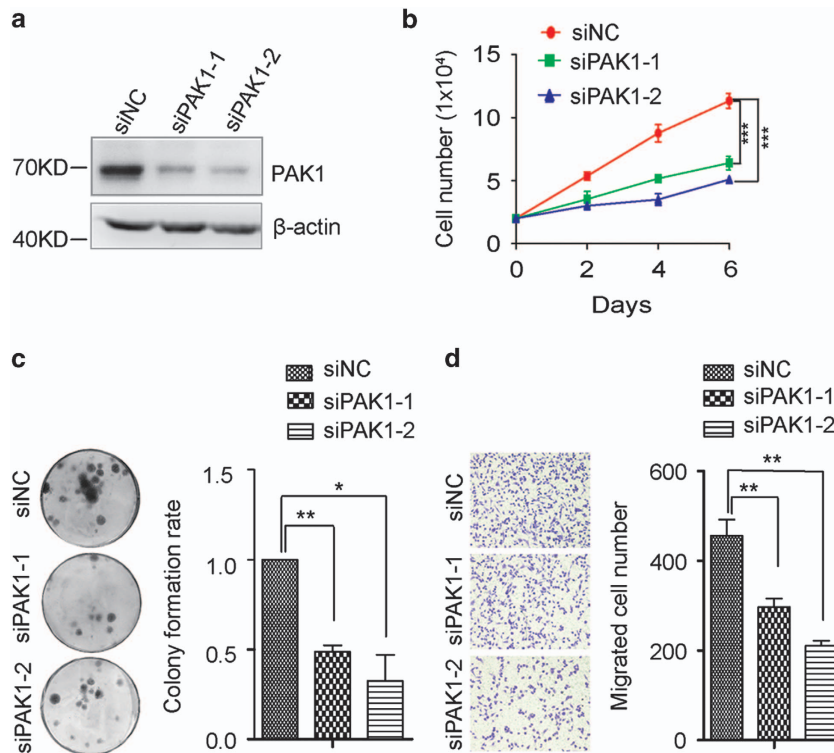 a
siNC
siPAK1-1
siPAK1-2
70KD
PAK1
40KD
β-actin
b
siNC
siPAK1-1
siPAK1-2
Cell number (1x10⁴)
15
10
5
0
0 2 4 6
Days
***
***
c
siNC
siPAK1-1
siPAK1-2
siNC
siPAK1-1
siPAK1-2
Colony formation rate
1.5
1.0
0.5
0.0
*
**
d
siNC
siPAK1-1
siPAK1-2
siNC
siPAK1-1
siPAK1-2
Migrated cell number
600
400
200
0
**
**